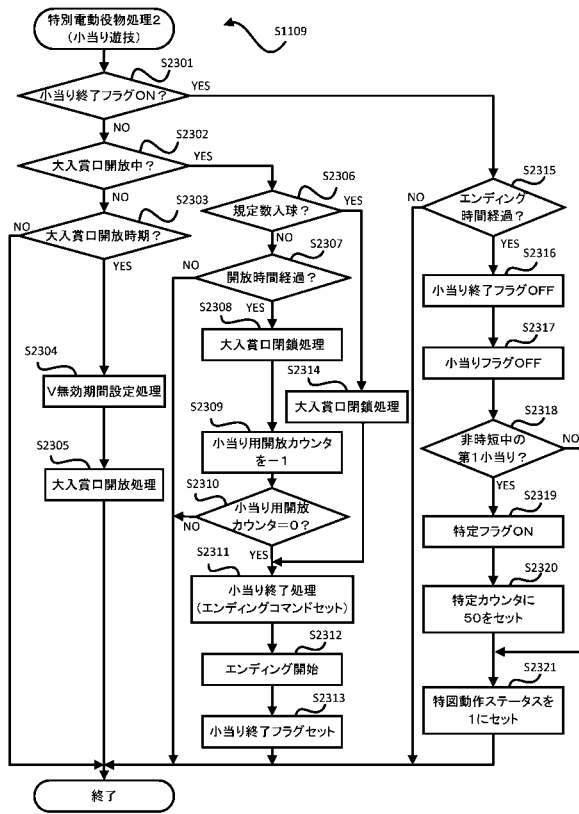 特別電動役物処理2
(小当り遊技)
S1109
S2301
小当り終了フラグON?
YES
NO
S2302
大入賞口開放中?
YES
NO
S2303
大入賞口開放時期?
NO
YES
S2304
V無効期間設定処理
S2305
大入賞口開放処理
S2306
規定数入球?
YES
NO
S2307
開放時間経過?
NO
YES
S2308
大入賞口閉鎖処理
S2314
大入賞口閉鎖処理
S2309
小当り用開放カウンタ
を-1
S2310
小当り用開放
カウンタ=0?
NO
YES
S2311
小当り終了処理
(エンディングコマンドセット)
S2312
エンディング開始
S2313
小当り終了フラグセット
S2315
エンディング
時間経過?
NO
YES
S2316
小当り終了フラグOFF
S2317
小当りフラグOFF
S2318
非時短中の
第1小当り?
NO
YES
S2319
特定フラグON
S2320
特定カウンタに
50をセット
S2321
特図動作ステータスを
1にセット
終了